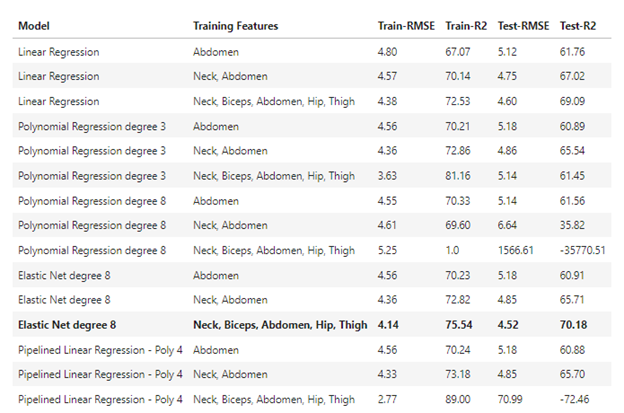 Model Training Features Train-RMSE Train-R2 Test-RMSE Test-R2
Linear Regression Abdomen 4.80 67.07 5.12 61.76
Linear Regression Neck, Abdomen 4.57 70.14 4.75 67.02
Linear Regression Neck, Biceps, Abdomen, Hip, Thigh 4.38 72.53 4.60 69.09
Polynomial Regression degree 3 Abdomen 4.56 70.21 5.18 60.89
Polynomial Regression degree 3 Neck, Abdomen 4.36 72.86 4.86 65.54
Polynomial Regression degree 3 Neck, Biceps, Abdomen, Hip, Thigh 3.63 81.16 5.14 61.45
Polynomial Regression degree 8 Abdomen 4.55 70.33 5.14 61.56
Polynomial Regression degree 8 Neck, Abdomen 4.61 69.60 6.64 35.82
Polynomial Regression degree 8 Neck, Biceps, Abdomen, Hip, Thigh 5.25 1.0 1566.61 -35770.51
Elastic Net degree 8 Abdomen 4.56 70.23 5.18 60.91
Elastic Net degree 8 Neck, Abdomen 4.36 72.82 4.85 65.71
Elastic Net degree 8 Neck, Biceps, Abdomen, Hip, Thigh 4.14 75.54 4.52 70.18
Pipelined Linear Regression - Poly 4 Abdomen 4.56 70.24 5.18 60.88
Pipelined Linear Regression - Poly 4 Neck, Abdomen 4.33 73.18 4.85 65.70
Pipelined Linear Regression - Poly 4 Neck, Biceps, Abdomen, Hip, Thigh 2.77 89.00 70.99 -72.46